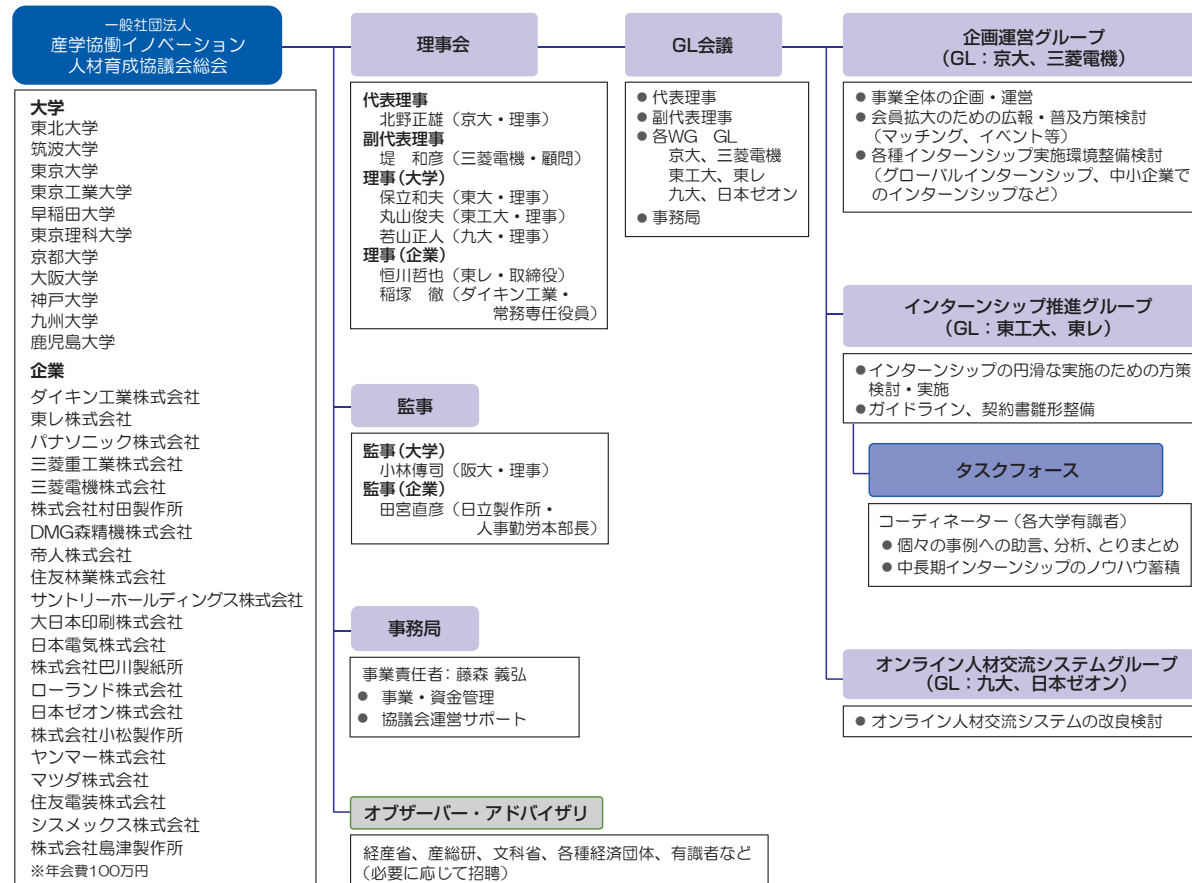 一般社団法人
産学協働イノベーション
人材育成協議会総会
大学
東北大学
筑波大学
東京大学
東京工業大学
早稲田大学
東京理科大学
京都大学
大阪大学
神戸大学
九州大学
鹿児島大学
企業
ダイキン工業株式会社
東レ株式会社
パナソニック株式会社
三菱重工業株式会社
三菱電機株式会社
株式会社村田製作所
DMG森精機株式会社
帝人株式会社
住友林業株式会社
サントリーホールディングス株式会社
大日本印刷株式会社
日本電気株式会社
株式会社巴川製紙所
ローランド株式会社
日本ゼオン株式会社
株式会社小松製作所
ヤンマー株式会社
マツダ株式会社
住友電装株式会社
シスメックス株式会社
株式会社島津製作所
※年会費100万円
理事会
代表理事
北野正雄（京大・理事）
副代表理事
堤　和彦（三菱電機・顧問）
理事（大学）
保立和夫（東大・理事）
丸山俊夫（東工大・理事）
若山正人（九大・理事）
理事（企業）
恒川哲也（東レ・取締役）
稲塚　徹（ダイキン工業・
常務専任役員）
監事
監事（大学）
小林傳司（阪大・理事）
監事（企業）
田宮直彦（日立製作所・
人事勤労本部長）
事務局
事業責任者：藤森 義弘
● 事業・資金管理
● 協議会運営サポート
オブザーバー・アドバイザリ
経産省、産総研、文科省、各種経済団体、有識者など
（必要に応じて招聘）
GL会議
● 代表理事
● 副代表理事
● 各WG　GL
京大、三菱電機
東工大、東レ
九大、日本ゼオン
● 事務局
企画運営グループ
（GL：京大、三菱電機）
● 事業全体の企画・運営
● 会員拡大のための広報・普及方策検討
（マッチング、イベント等）
● 各種インターンシップ実施環境整備検討
（グローバルインターンシップ、中小企業で
のインターンシップなど）
インターンシップ推進グループ
（GL：東工大、東レ）
● インターンシップの円滑な実施のための方策
検討・実施
● ガイドライン、契約書雛形整備
タスクフォース
コーディネーター（各大学有識者）
● 個々の事例への助言、分析、とりまとめ
● 中長期インターンシップのノウハウ蓄積
オンライン人材交流システムグループ
（GL：九大、日本ゼオン）
● オンライン人材交流システムの改良検討